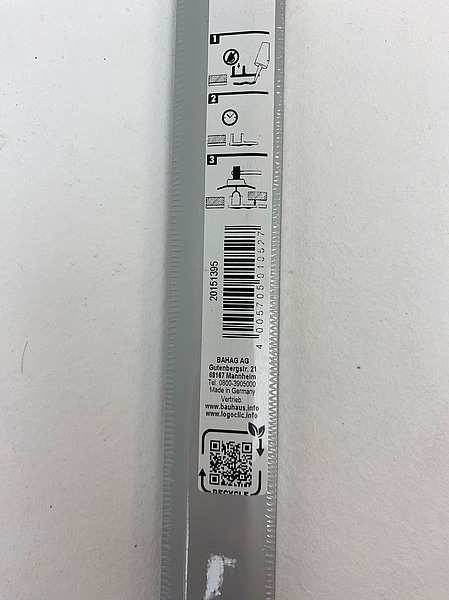 1
2
3
20151395
4 005705 010527
BAHAG AG
Gutenbergstr. 21
68167 Mannheim
Tel. 0800-3905000
Made in Germany
Vertrieb
www.bauhaus.info
www.logoclic.info
RECYCLE